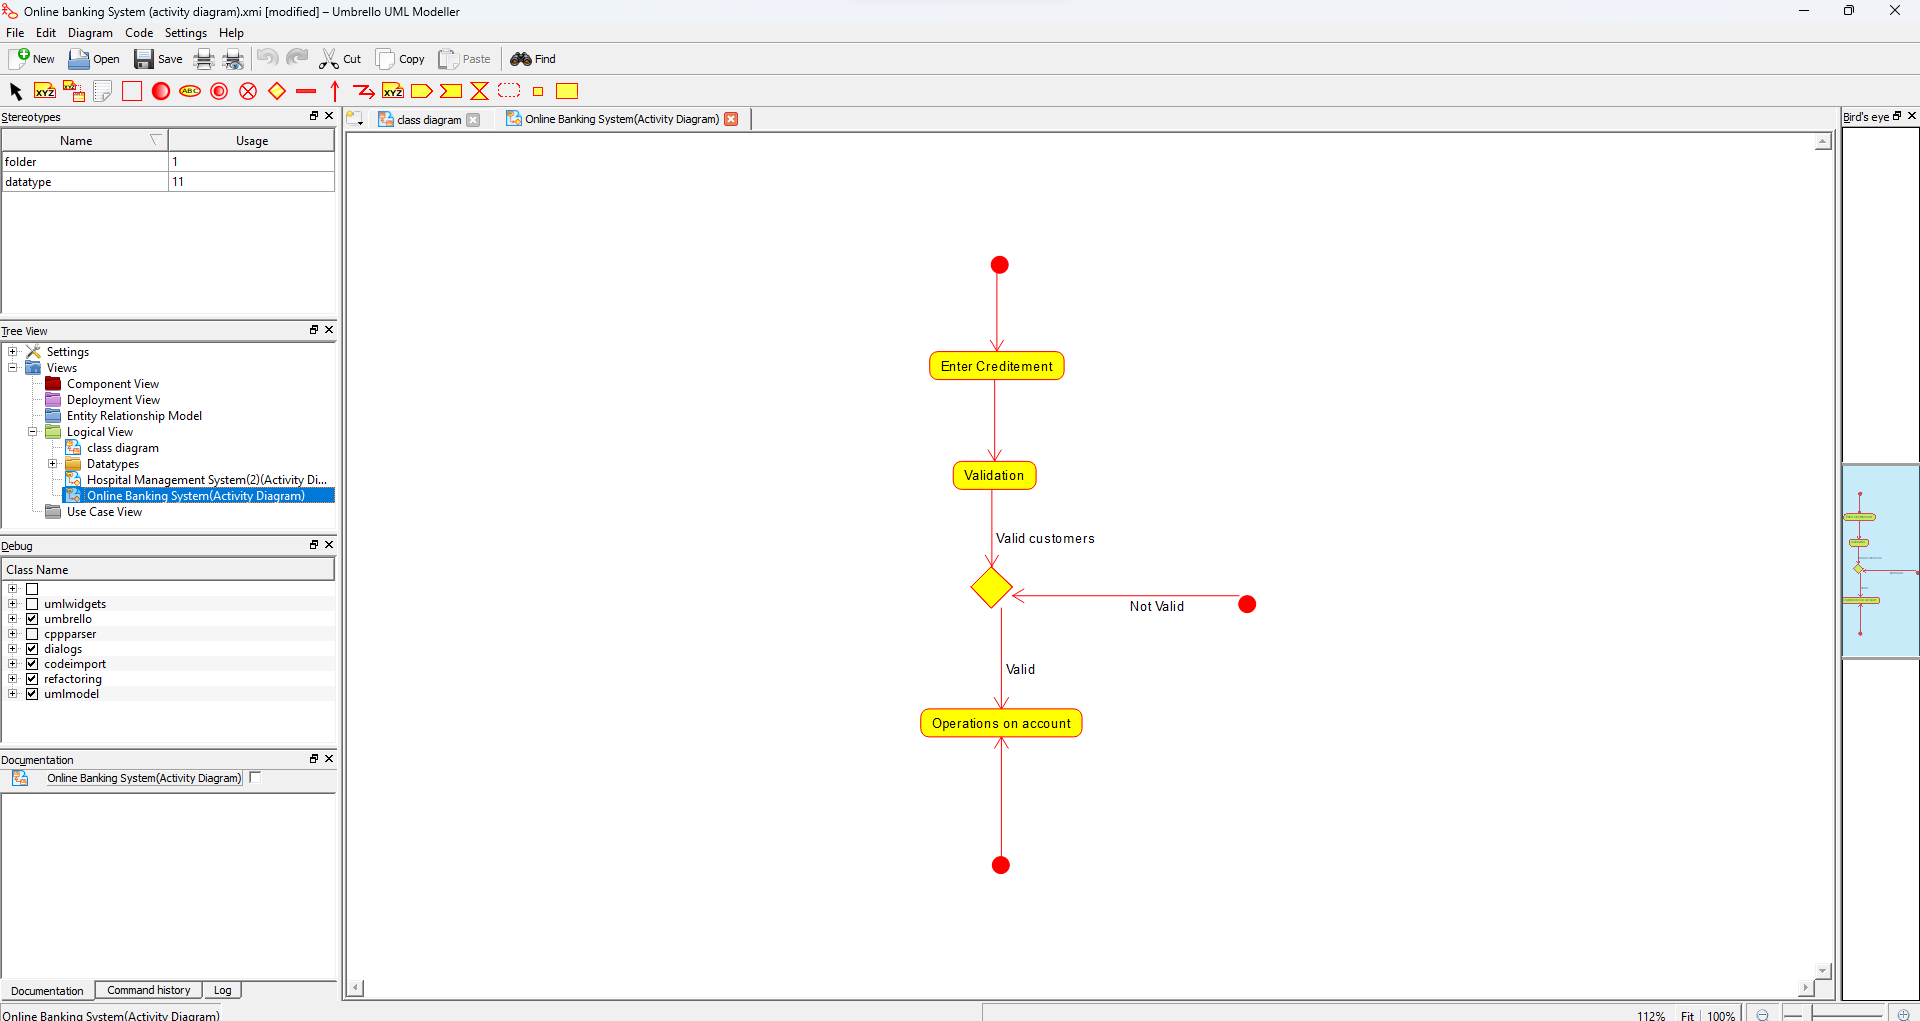 Online banking System (activity diagram).xmi [modified] – Umbrello UML Modeller
File Edit Diagram Code Settings Help
New Open Save Cut Copy Paste Find
XYZ XYZ ABC XYZ
Stereotypes
Name Usage
folder 1
datatype 11
Tree View
Settings
Views
Component View
Deployment View
Entity Relationship Model
Logical View
class diagram
Datatypes
Hospital Management System(2)(Activity Di...
Online Banking System(Activity Diagram)
Use Case View
Debug
Class Name
umlwidgets
umbrello
cppparser
dialogs
codeimport
refactoring
umlmodel
Documentation
Online Banking System(Activity Diagram)
Documentation Command history Log
Online Banking System(Activity Diagram)
class diagram Online Banking System(Activity Diagram)
Enter Creditement
Validation
Valid customers
Not Valid
Valid
Operations on account
Bird's eye
112% Fit 100%